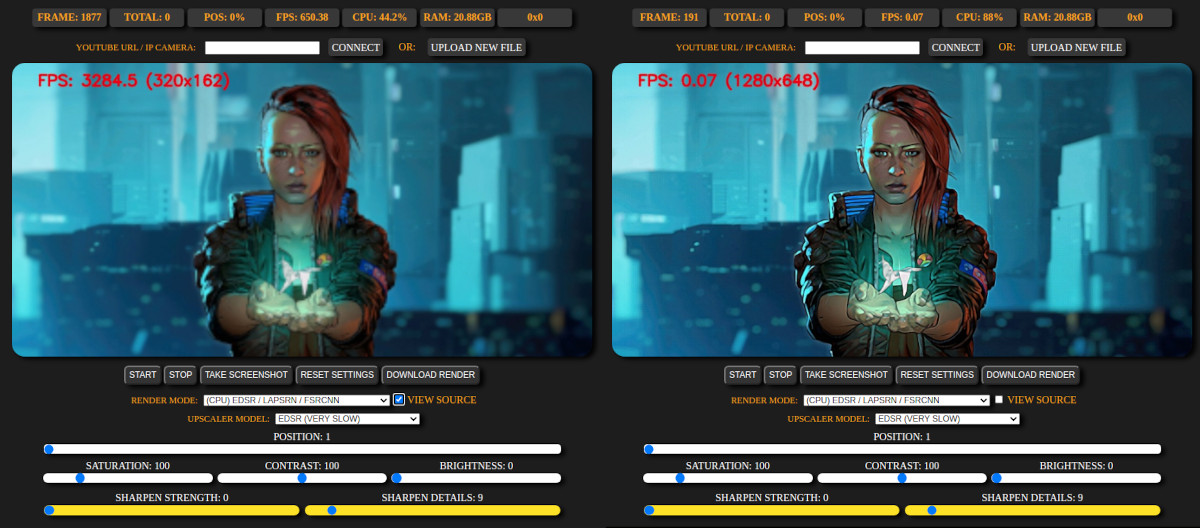 FRAME: 1877 TOTAL: 0 POS: 0% FPS: 650.38 CPU: 44.2% RAM: 20.88GB 0x0
YOUTUBE URL / IP CAMERA: CONNECT OR: UPLOAD NEW FILE
FPS: 3284.5 (320x162)
START STOP TAKE SCREENSHOT RESET SETTINGS DOWNLOAD RENDER
RENDER MODE: (CPU) EDSR / LAPSRN / FSRCNN VIEW SOURCE
UPSCALER MODEL: EDSR (VERY SLOW)
POSITION: 1
SATURATION: 100 CONTRAST: 100 BRIGHTNESS: 0
SHARPEN STRENGTH: 0 SHARPEN DETAILS: 9
FRAME: 191 TOTAL: 0 POS: 0% FPS: 0.07 CPU: 88% RAM: 20.88GB 0x0
YOUTUBE URL / IP CAMERA: CONNECT OR: UPLOAD NEW FILE
FPS: 0.07 (1280x648)
START STOP TAKE SCREENSHOT RESET SETTINGS DOWNLOAD RENDER
RENDER MODE: (CPU) EDSR / LAPSRN / FSRCNN VIEW SOURCE
UPSCALER MODEL: EDSR (VERY SLOW)
POSITION: 1
SATURATION: 100 CONTRAST: 100 BRIGHTNESS: 0
SHARPEN STRENGTH: 0 SHARPEN DETAILS: 9